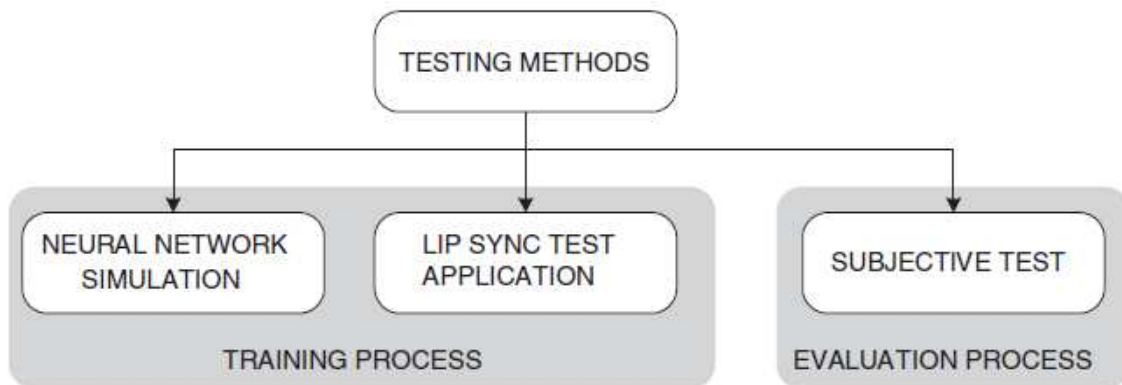 TESTING METHODS
NEURAL NETWORK
SIMULATION
LIP SYNC TEST
APPLICATION
SUBJECTIVE TEST
TRAINING PROCESS
EVALUATION PROCESS